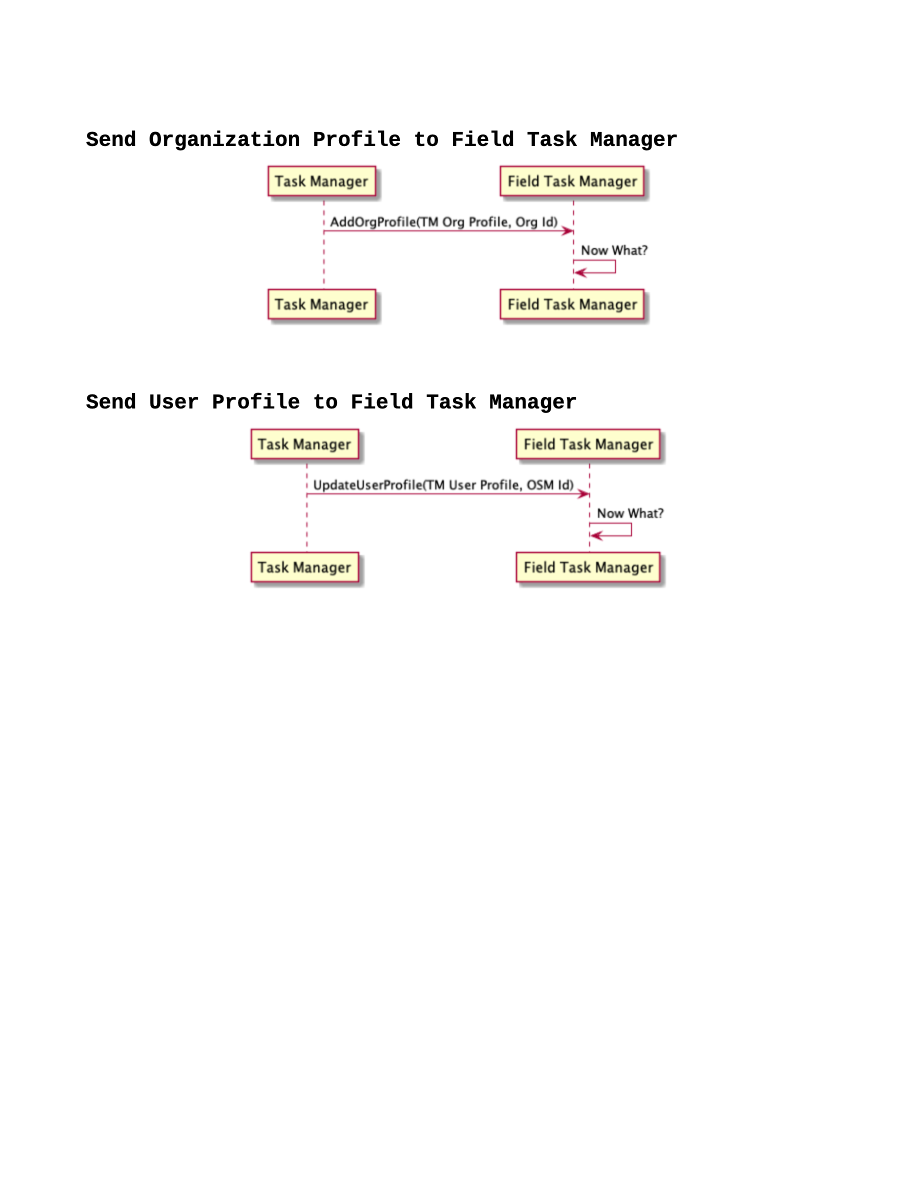 Send Organization Profile to Field Task Manager
Task Manager Field Task Manager
AddOrgProfile(TM Org Profile, Org Id)
Now What?
Task Manager Field Task Manager
Send User Profile to Field Task Manager
Task Manager Field Task Manager
UpdateUserProfile(TM User Profile, OSM Id)
Now What?
Task Manager Field Task Manager